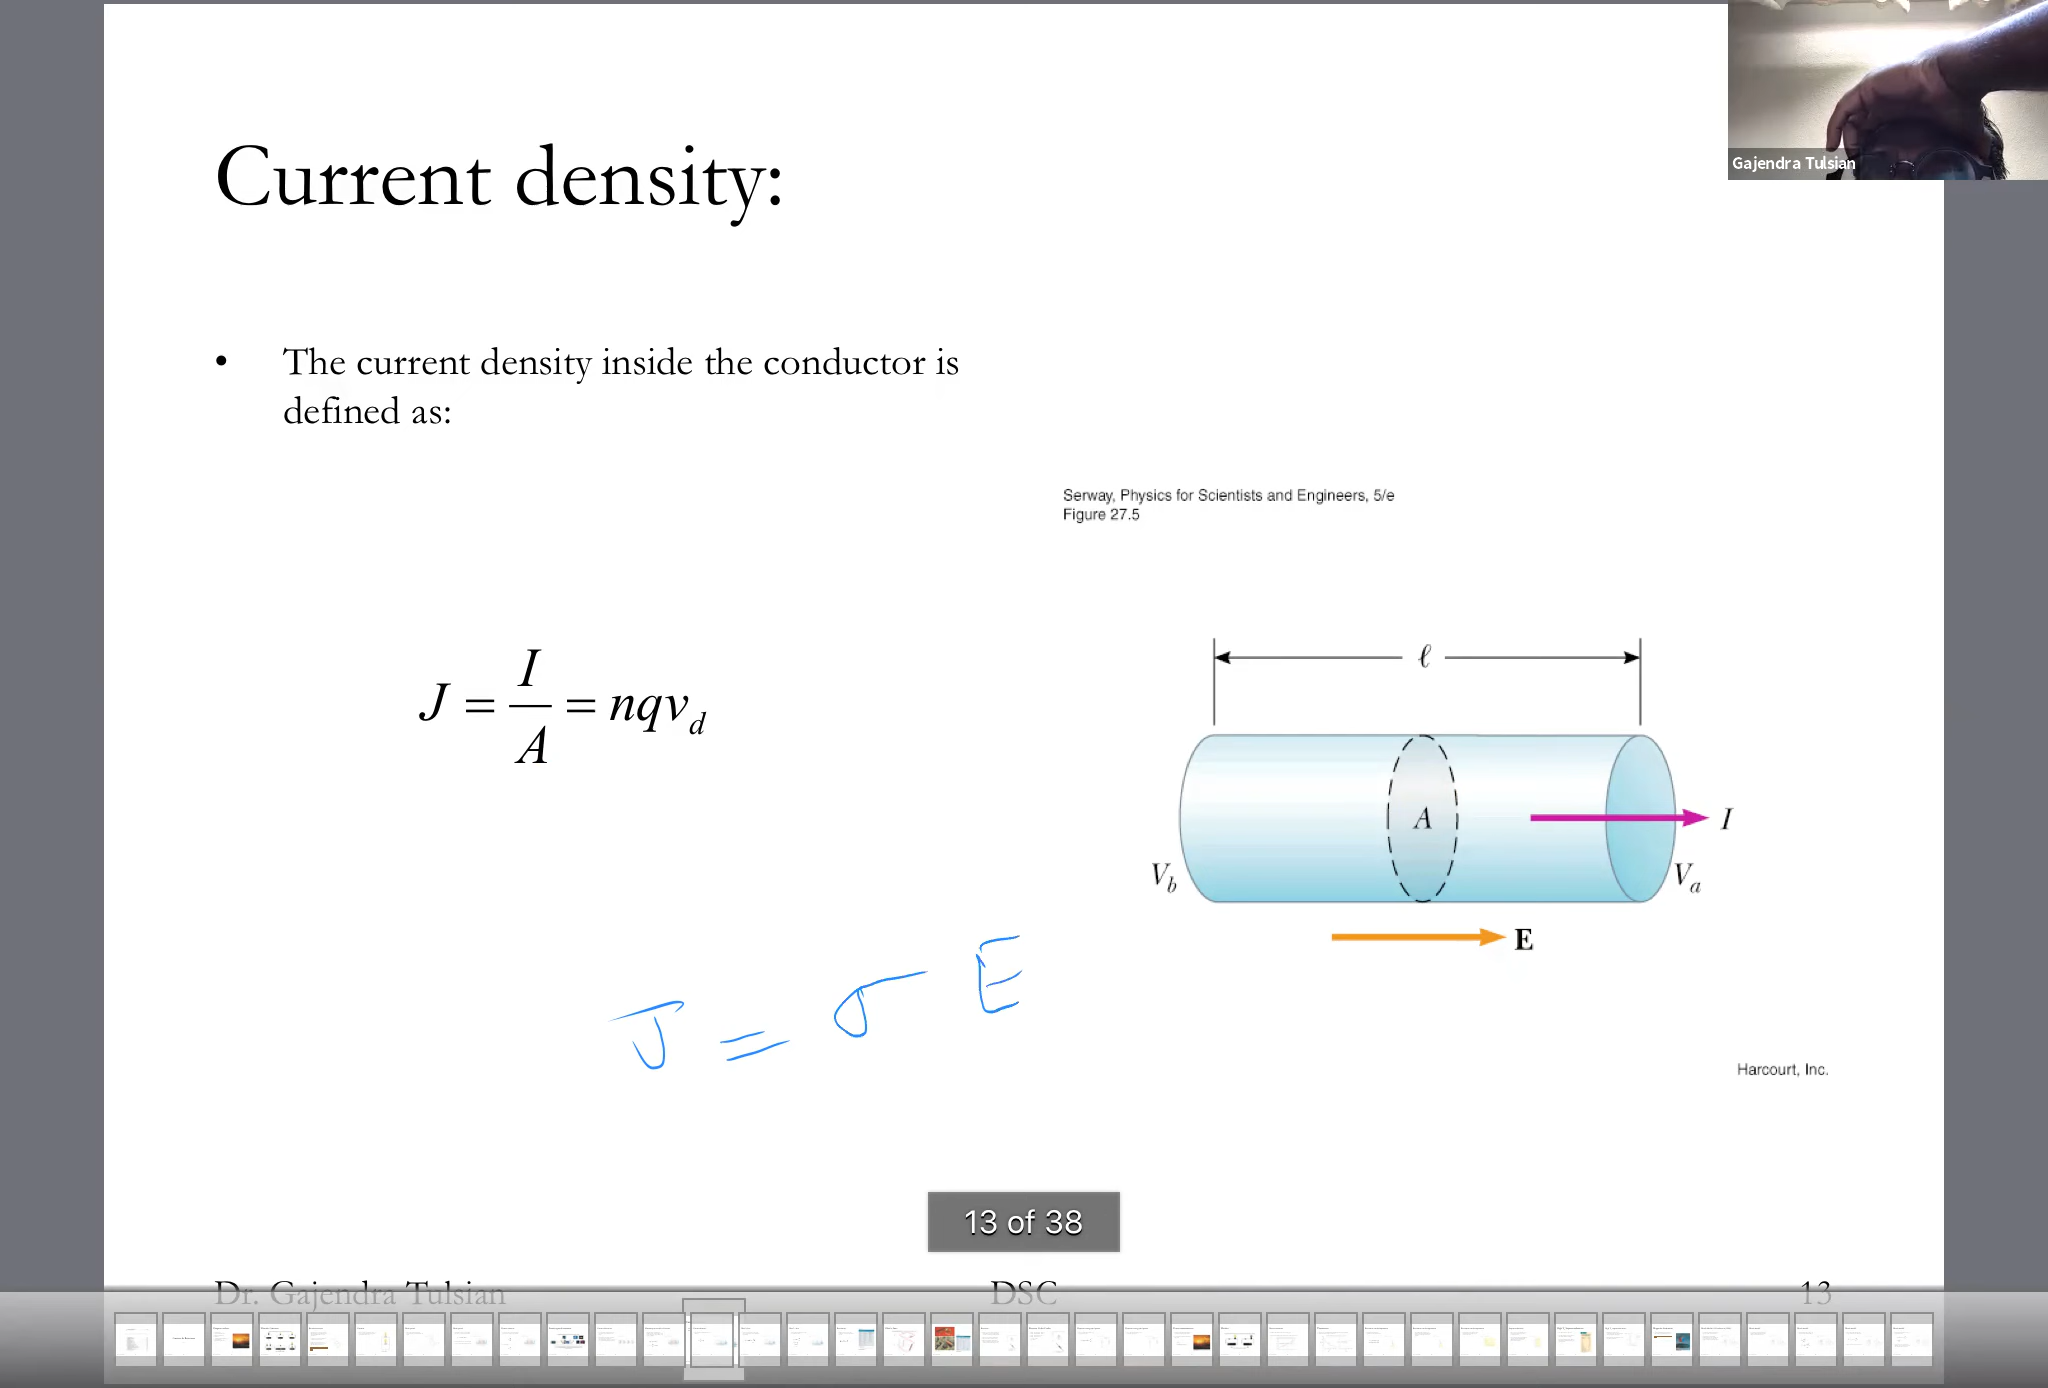 Gajendra Tulsian
Current density:
• The current density inside the conductor is
defined as:
Serway, Physics for Scientists and Engineers, 5/e
Figure 27.5
J = I/A = nqv_d
ℓ
A
I
V_b
V_a
E
J = σ E
Harcourt, Inc.
13 of 38
Dr. Gajendra Tulsian DSC 13